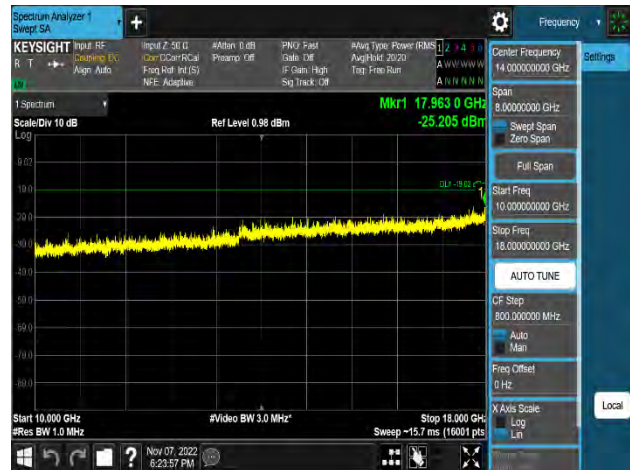 Spectrum Analyzer 1
Swept SA
Frequency
KEYSIGHT
R T
Input: RF
Coupling: DC
Align: Auto
Input Z: 50 Ω
Corr CCorr RCal
Freq Ref: Int (S)
NFE: Adaptive
#Atten: 0 dB
Preamp: Off
PNO: Fast
Gate: Off
IF Gain: High
Sig Track: Off
#Avg Type: Power (RMS
Avg|Hold: 20/20
Trig: Free Run
1 2 3 4 5 6
A W W W W W
A N N N N N
1 Spectrum
Scale/Div 10 dB
Log
Ref Level 0.98 dBm
Mkr1 17.963 0 GHz
-25.205 dBm
-9.02
-19.0
-29.0
-39.0
-49.0
-59.0
-69.0
-79.0
-89.0
DL1 -19.02
1
Start 10.000 GHz
#Res BW 1.0 MHz
#Video BW 3.0 MHz*
Stop 18.000 GHz
Sweep ~15.7 ms (16001 pts
Nov 07, 2022
6:23:57 PM
?
Center Frequency
14.000000000 GHz
Settings
Span
8.00000000 GHz
Swept Span
Zero Span
Full Span
Start Freq
10.000000000 GHz
Stop Freq
18.000000000 GHz
AUTO TUNE
CF Step
800.000000 MHz
Auto
Man
Freq Offset
0 Hz
X Axis Scale
Log
Lin
Local